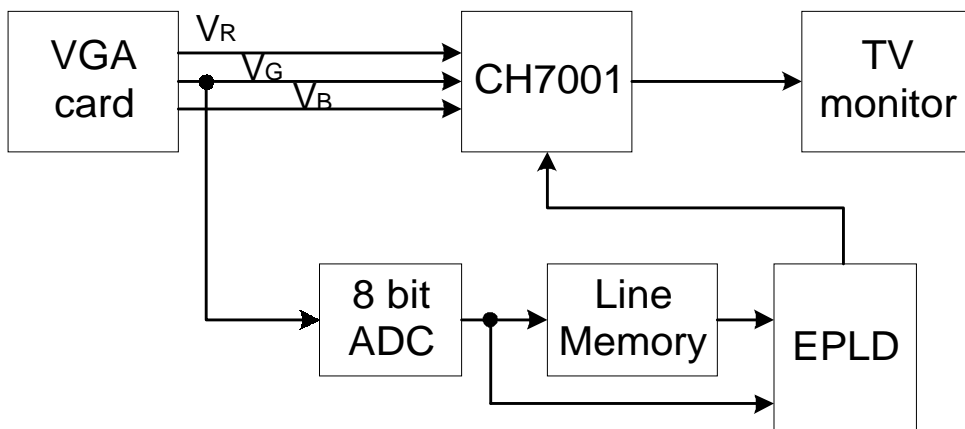 VGA
card
VR
VG
VB
CH7001
TV
monitor
8 bit
ADC
Line
Memory
EPLD